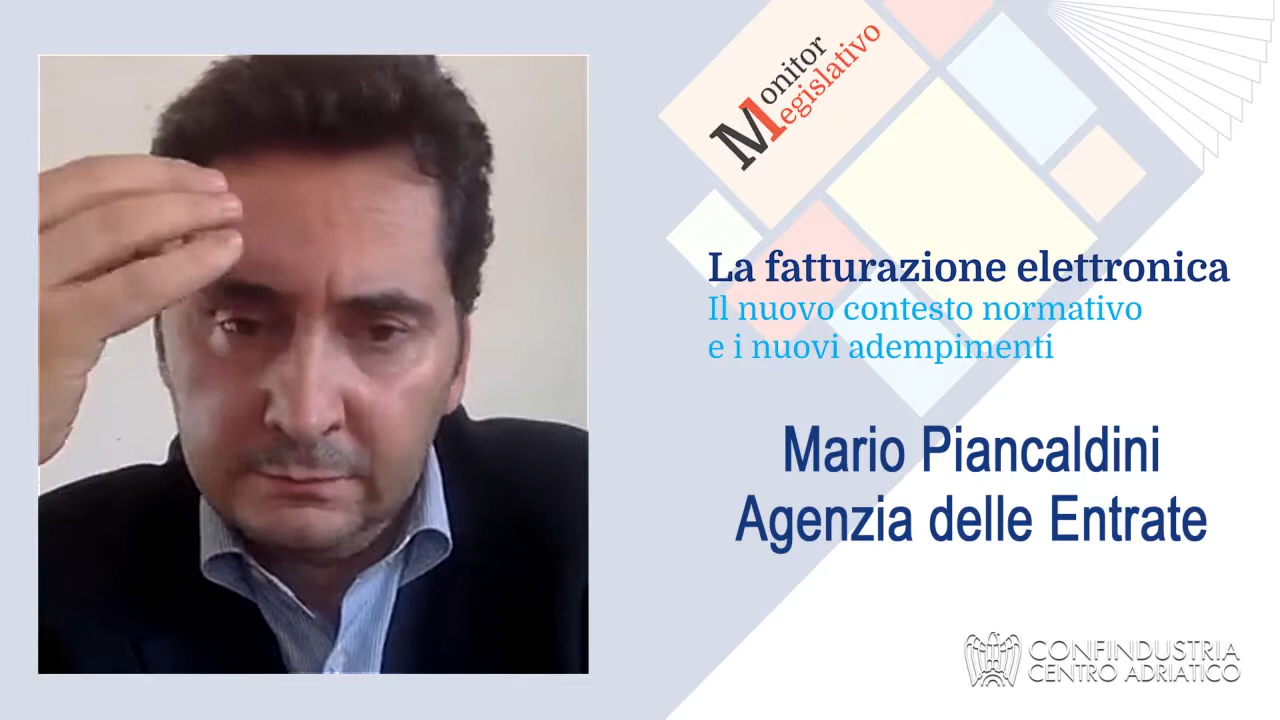 Monitor
legislativo
La fatturazione elettronica
Il nuovo contesto normativo
e i nuovi adempimenti
Mario Piancaldini
Agenzia delle Entrate
CONFINDUSTRIA
CENTRO ADRIATICO